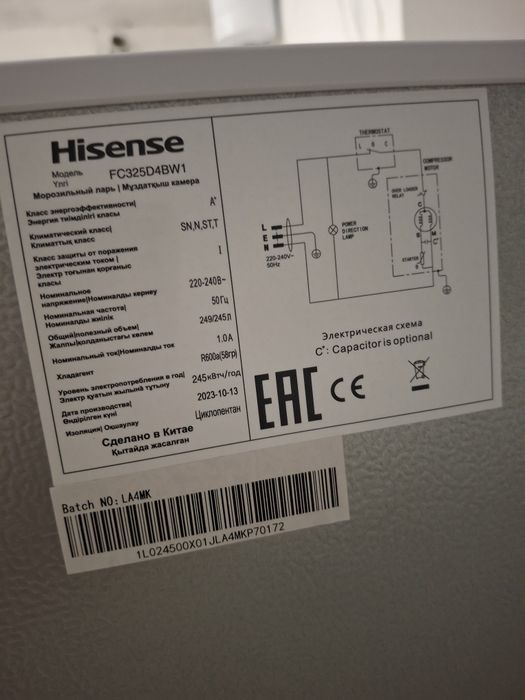 Hisense
Модель
Үлгі
FC325D4BW1
Морозильный ларь | Мұздатқыш камера
Класс энергоэффективности|
Энергия тиімділігі класы
A+
Климатический класс|
Климаттық класс
SN,N,ST,T
Класс защиты от поражения
электрическим током |
Электр тоғынан қорғаныс
класы
I
Номинальное
напряжение|Номиналды кернеу
220-240В~
Номинальная частота|
Номиналды жиілік
50Гц
Общий|полезный объем|
Жалпы|қолданыстағы көлем
249/245л
Номинальный ток|Номиналды ток
1.0А
Хладагент
R600a(58гр)
Уровень электропотребления в год|
Электр қуатын жылына тұтыну
245кВтч/год
Дата производства|
Өндірілген күні
2023-10-13
Изоляция| Оқшаулау
Циклопентан
Сделано в Китае
Қытайда жасалған
THERMOSTAT
L C
COMPRESSOR
MOTOR
OVER LOADER
RELAY
C
S M
C*
STARTER
L
E
N
220-240V~
50Hz
POWER
DIRECTION
LAMP
Электрическая схема
C*: Capacitor is optional
EAC CE
Batch NO: LA4MK
1L024500X01JLA4MKP70172